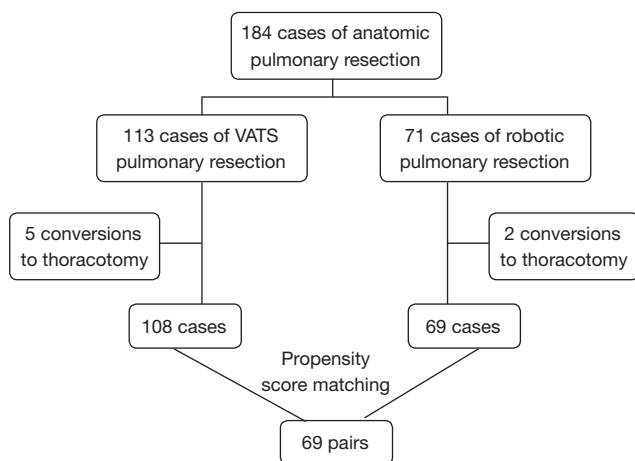 184 cases of anatomic
pulmonary resection
113 cases of VATS
pulmonary resection
71 cases of robotic
pulmonary resection
5 conversions
to thoracotomy
2 conversions
to thoracotomy
108 cases
69 cases
Propensity
score matching
69 pairs